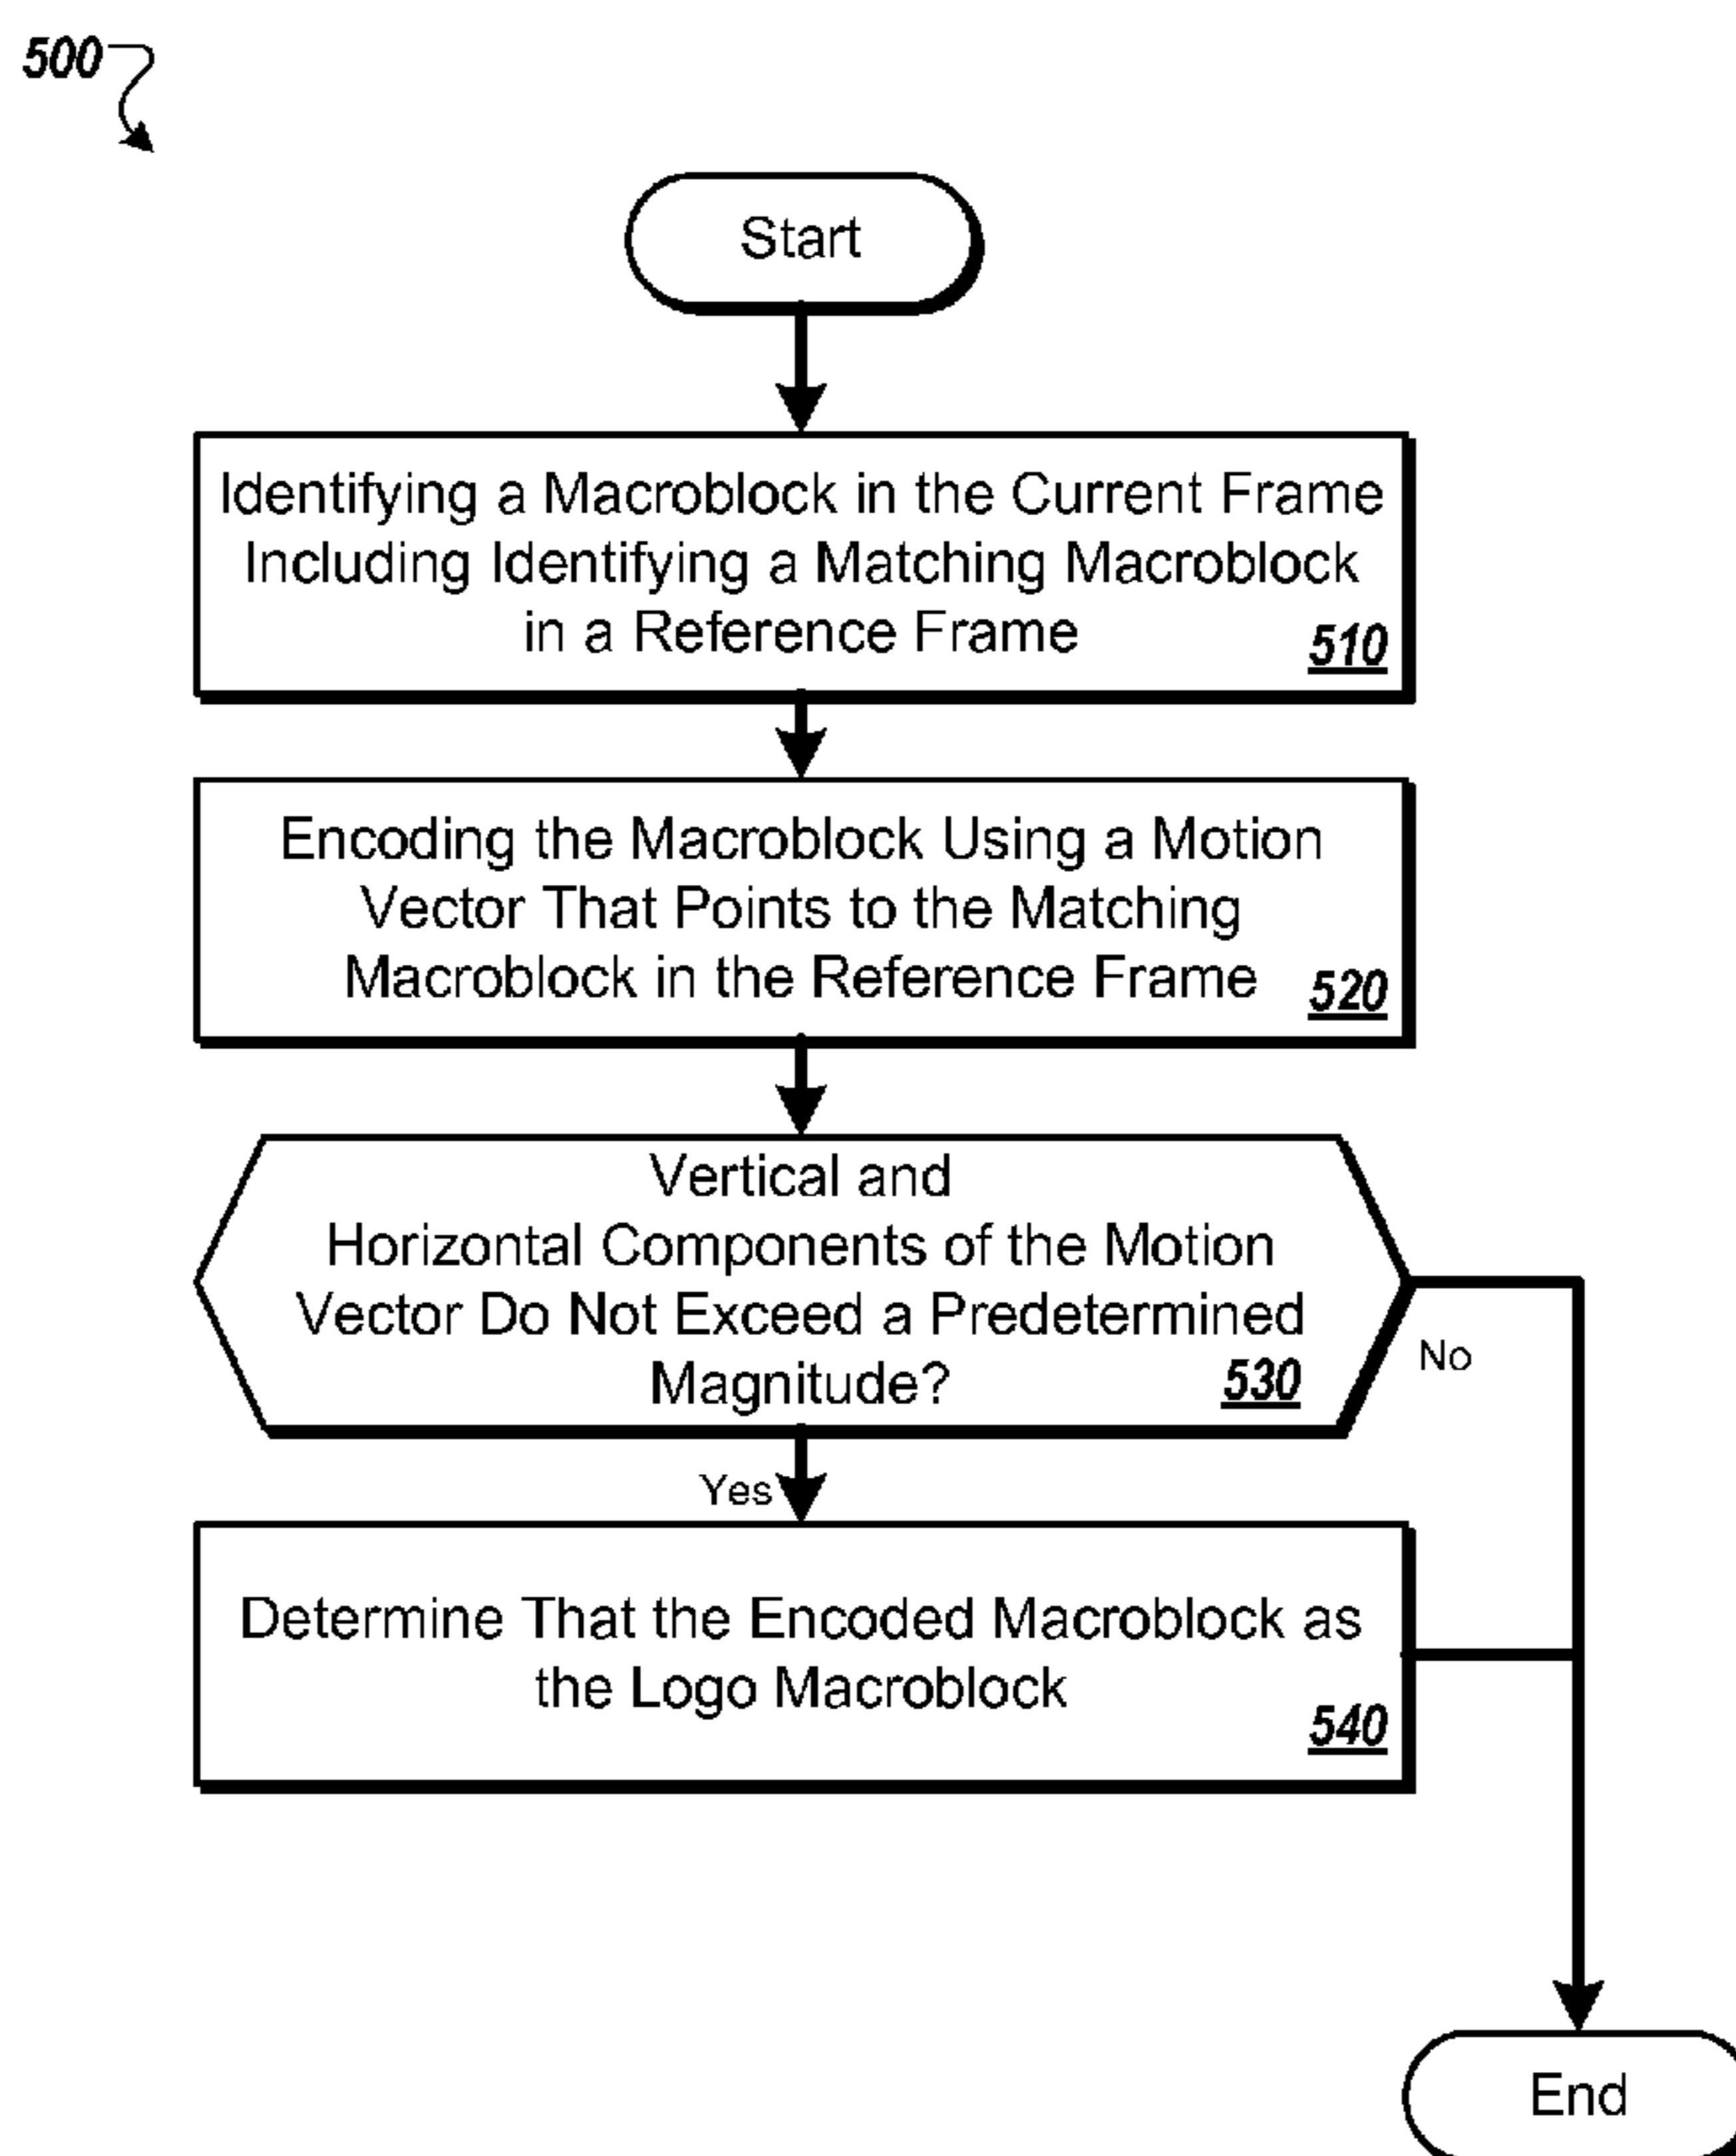 500
Start
Identifying a Macroblock in the Current Frame
Including Identifying a Matching Macroblock
in a Reference Frame
510
Encoding the Macroblock Using a Motion
Vector That Points to the Matching
Macroblock in the Reference Frame
520
Vertical and
Horizontal Components of the Motion
Vector Do Not Exceed a Predetermined
Magnitude?
530
No
Yes
Determine That the Encoded Macroblock as
the Logo Macroblock
540
End